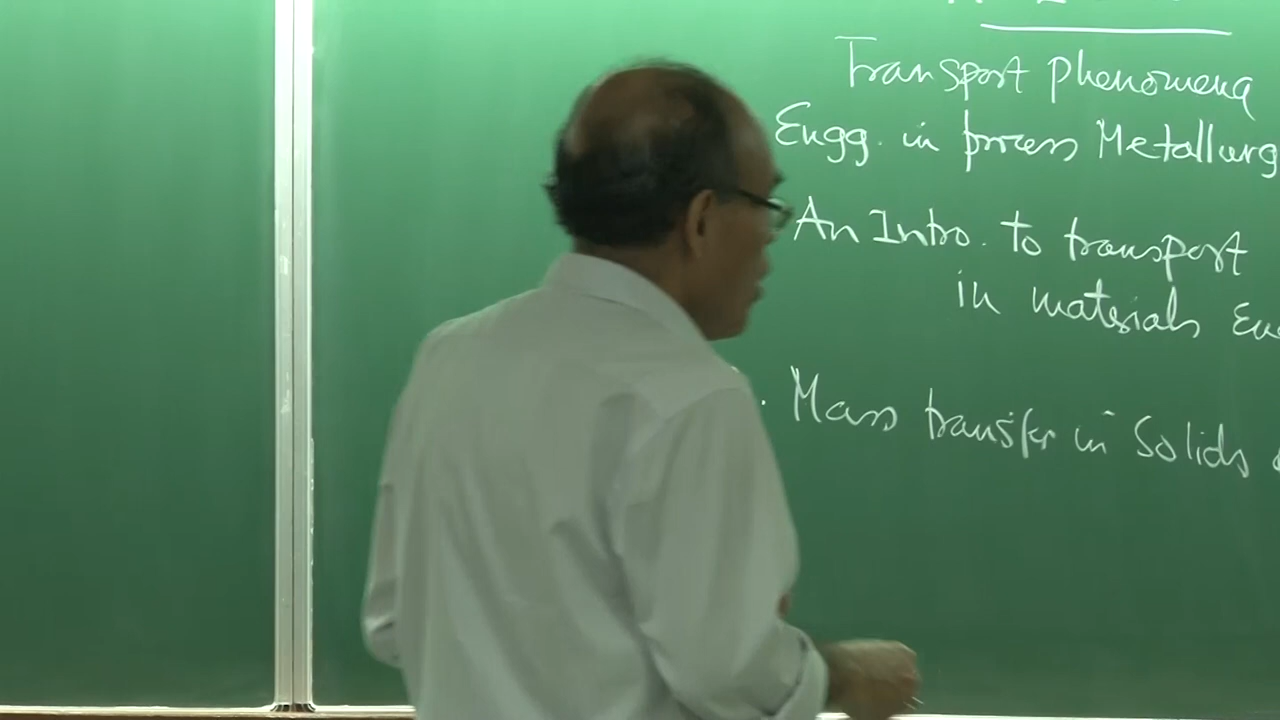 Transport phenomena
Engg. in process Metallurg
An Intro. to transport
in materials
Mass transfer in Solids